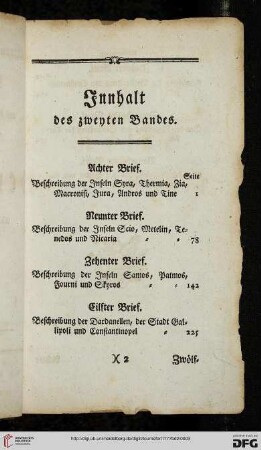 Innhalt
des zweyten Bandes.
Achter Brief.
Seite
Beschreibung der Inseln Syra, Thermia, Zia,
Macronisi, Jura, Andros und Tine 1
Neunter Brief.
Beschreibung der Inseln Scio, Metelin, Te-
nedos und Nicaria 〃 〃 78
Zehenter Brief.
Beschreibung der Inseln Samos, Patmos,
Fourni und Skyros 〃 〃 142
Eilfter Brief.
Beschreibung der Dardanellen, der Stadt Gal-
lipoli und Constantinopel 〃 225
X 2 Zwölf-
DFG